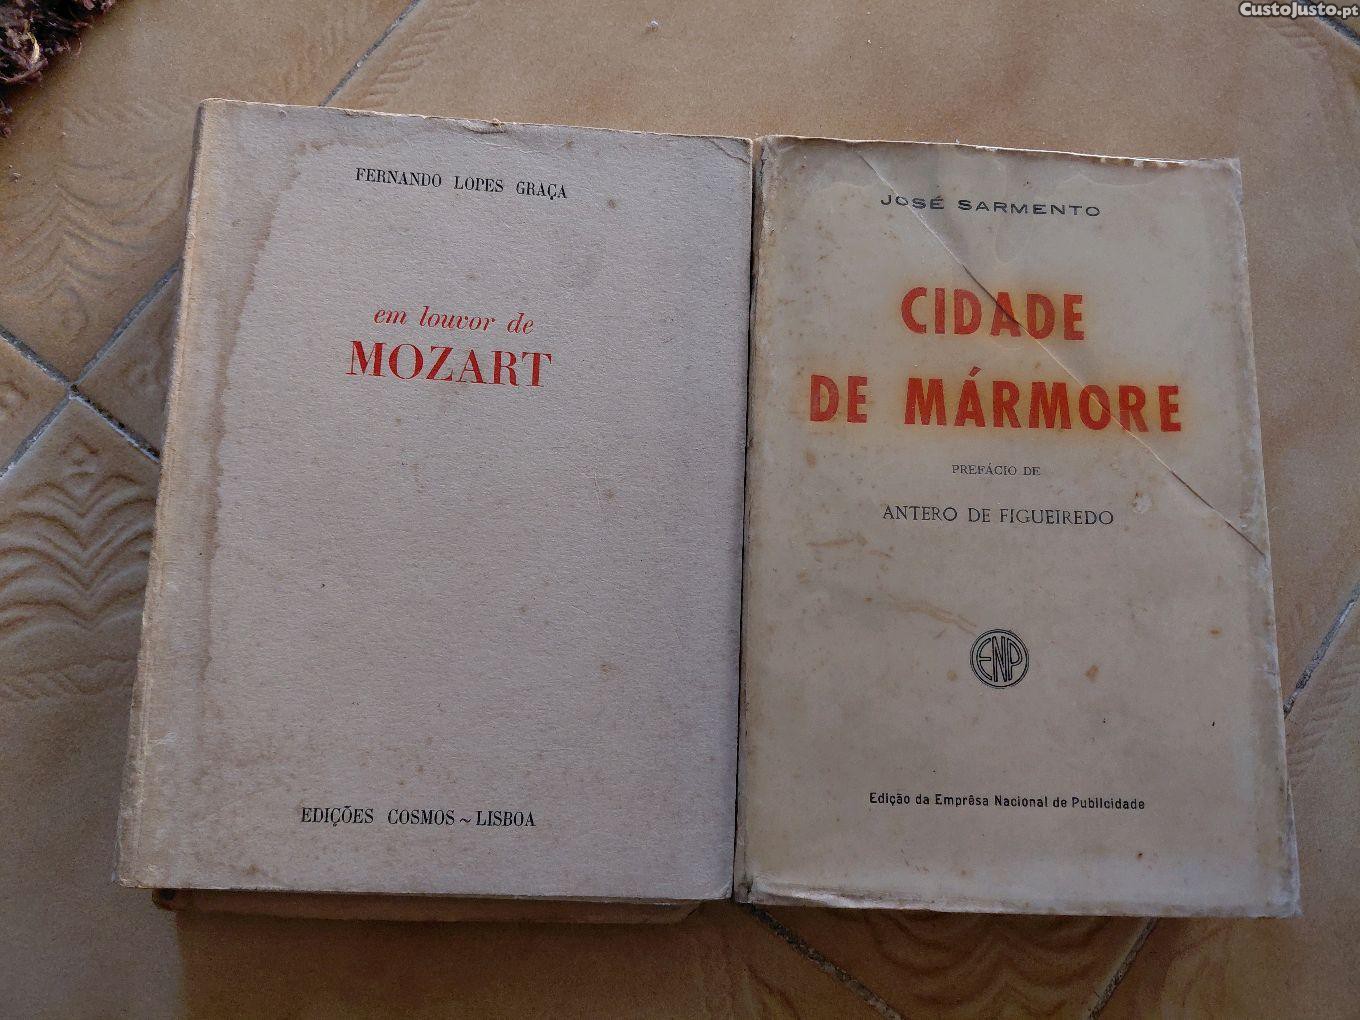 CustoJusto.pt
FERNANDO LOPES GRAÇA
em louvor de
MOZART
EDIÇÕES COSMOS ~ LISBOA
JOSÉ SARMENTO
CIDADE
DE MÁRMORE
PREFÁCIO DE
ANTERO DE FIGUEIREDO
ENP
Edição da Emprêsa Nacional de Publicidade